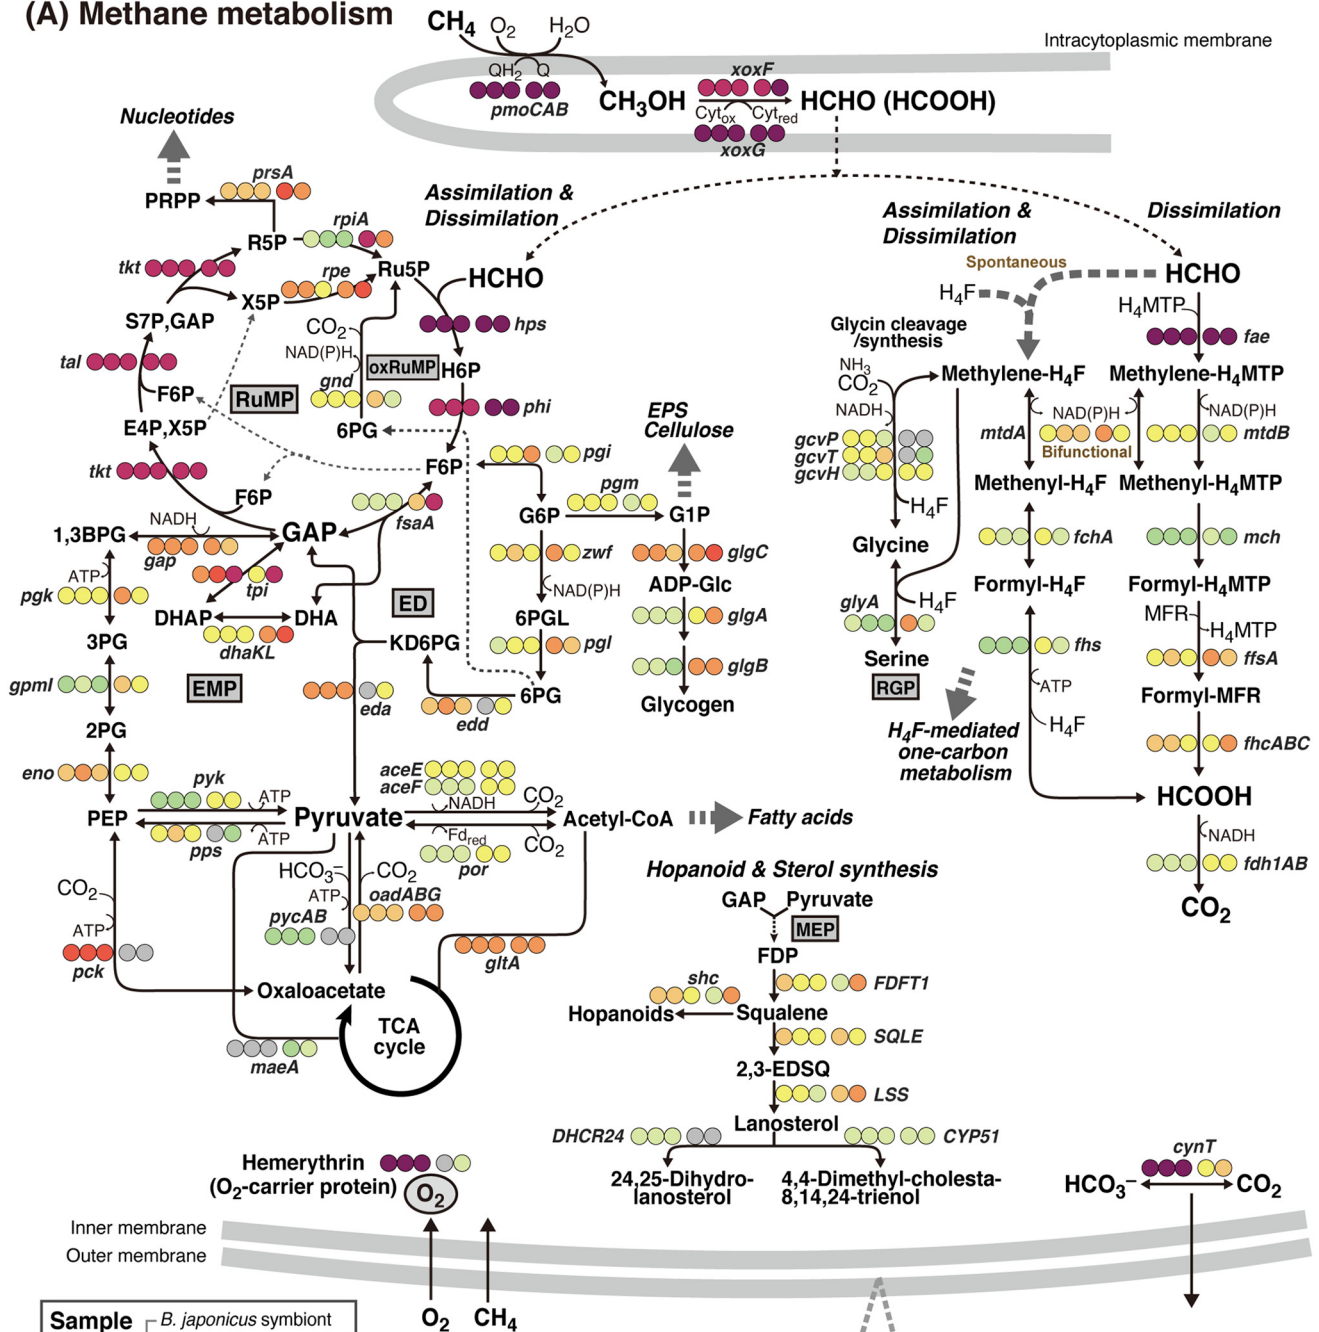 (A) Methane metabolism
CH4
O2
H2O
QH2
Q
pmoCAB
CH3OH
xoxF
Cytox
Cytred
xoxG
HCHO (HCOOH)
Intracytoplasmic membrane
Nucleotides
PRPP
prsA
R5P
rpiA
tkt
rpe
Ru5P
X5P
S7P,GAP
tal
F6P
E4P,X5P
RuMP
CO2
NAD(P)H
gnd
oxRuMP
6PG
Assimilation &
Dissimilation
HCHO
hps
H6P
phi
F6P
tkt
F6P
fsaA
1,3BPG
NADH
gap
GAP
tpi
ATP
pgk
DHAP
DHA
dhaKL
3PG
gpmI
EMP
2PG
eno
PEP
pyk
ATP
pps
ATP
ED
KD6PG
eda
edd
6PG
pgi
G6P
pgm
G1P
EPS
Cellulose
zwf
NAD(P)H
6PGL
pgl
glgC
ADP-Glc
glgA
glgB
Glycogen
Pyruvate
aceE
aceF
NADH
CO2
Fdred
CO2
por
Acetyl-CoA
Fatty acids
CO2
ATP
pck
HCO3−
ATP
pycAB
CO2
oadABG
gltA
Oxaloacetate
TCA
cycle
maeA
Assimilation &
Dissimilation
Dissimilation
Spontaneous
H4F
HCHO
H4MTP
fae
Glycin cleavage
/synthesis
NH3
CO2
NADH
gcvP
gcvT
gcvH
H4F
Glycine
glyA
H4F
Serine
RGP
Methylene-H4F
Methylene-H4MTP
NAD(P)H
NAD(P)H
mtdA
Bifunctional
mtdB
Methenyl-H4F
Methenyl-H4MTP
fchA
mch
Formyl-H4F
Formyl-H4MTP
MFR
H4MTP
fhs
ffsA
ATP
H4F
Formyl-MFR
fhcABC
H4F-mediated
one-carbon
metabolism
HCOOH
NADH
fdh1AB
CO2
Hopanoid & Sterol synthesis
GAP
Pyruvate
MEP
FDP
shc
FDFT1
Hopanoids
Squalene
SQLE
2,3-EDSQ
LSS
Lanosterol
DHCR24
CYP51
24,25-Dihydro-
lanosterol
4,4-Dimethyl-cholesta-
8,14,24-trienol
Hemerythrin
(O2-carrier protein)
O2
cynT
HCO3−
CO2
Inner membrane
Outer membrane
O2
CH4
Sample
B. japonicus symbiont